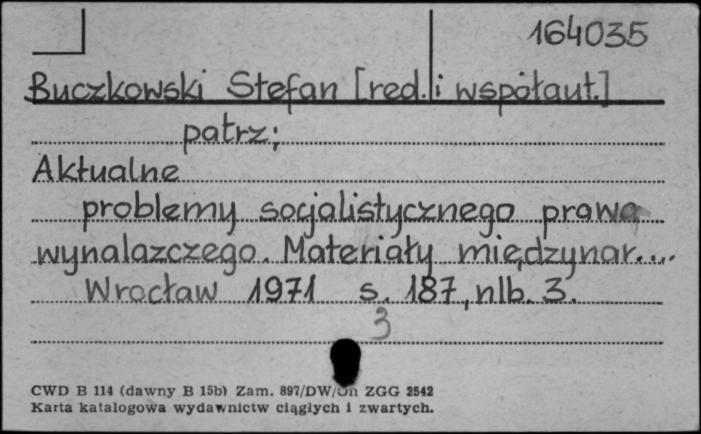 164035
Buczkowski Stefan [red. i współaut.]
patrz;
Aktualne
problemy socjalistycznego prawa
wynalazczego. Materiały międzynar....
Wrocław 1971 s. 187, nlb. 3.
3
CWD B 114 (dawny B 15b) Zam. 897/DW/Un ZGG 2542
Karta katalogowa wydawnictw ciągłych i zwartych.